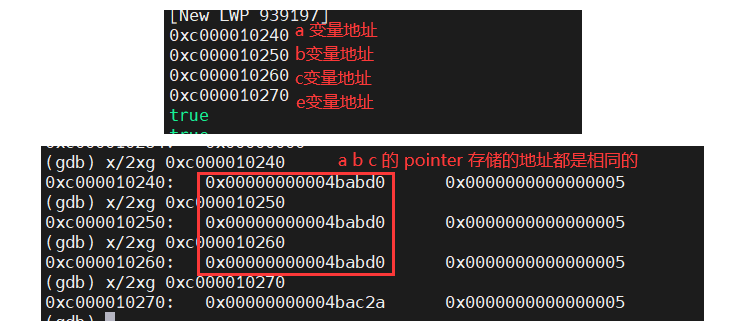 [New LWP 939197]
0xc000010240 a 变量地址
0xc000010250 b变量地址
0xc000010260 c变量地址
0xc000010270 e变量地址
true
(gdb) x/2xg 0xc000010240 a b c 的 pointer 存储的地址都是相同的
0xc000010240: 0x00000000004babd0 0x0000000000000005
(gdb) x/2xg 0xc000010250
0xc000010250: 0x00000000004babd0 0x0000000000000005
(gdb) x/2xg 0xc000010260
0xc000010260: 0x00000000004babd0 0x0000000000000005
(gdb) x/2xg 0xc000010270
0xc000010270: 0x00000000004bac2a 0x0000000000000005